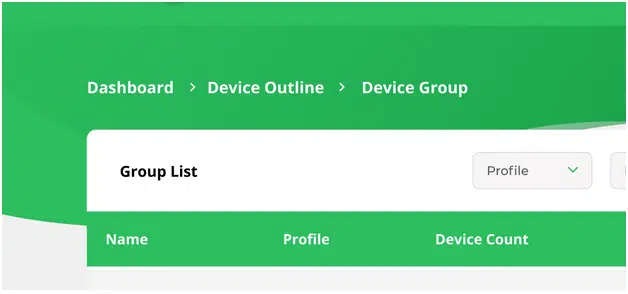 Dashboard > Device Outline > Device Group
Group List
Profile
Name Profile Device Count